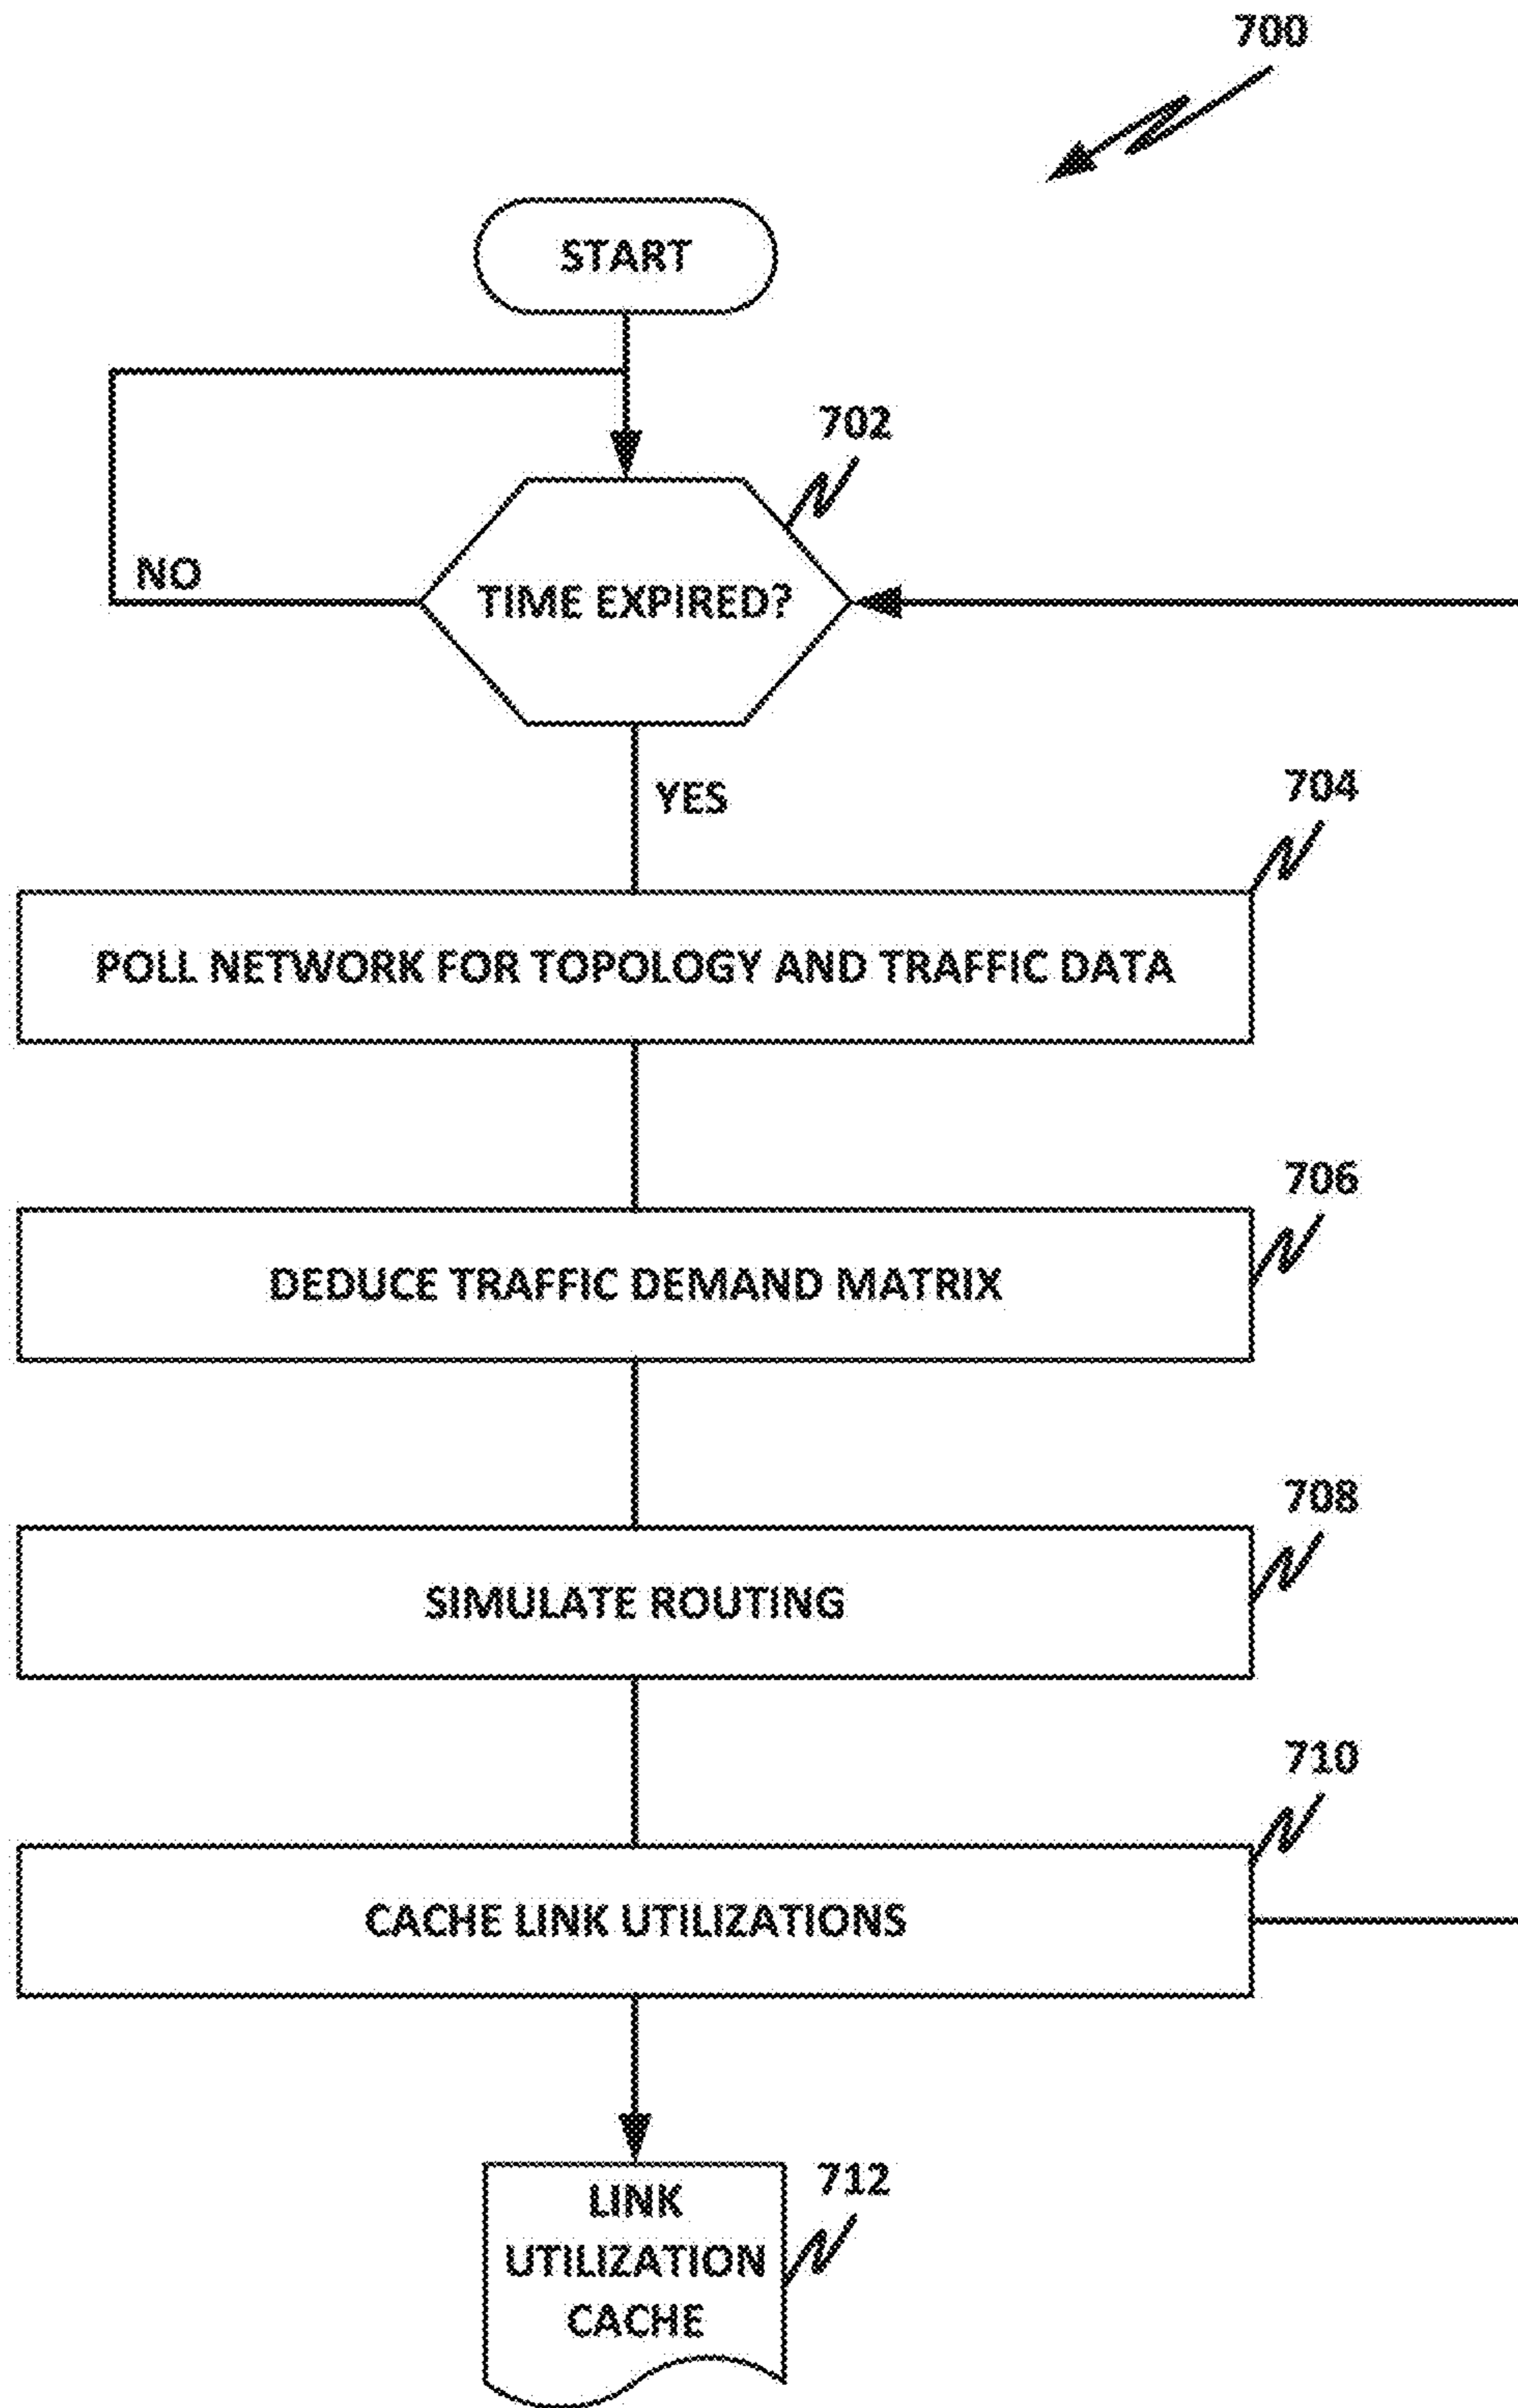 700
START
702
NO
TIME EXPIRED?
YES
704
POLL NETWORK FOR TOPOLOGY AND TRAFFIC DATA
706
DEDUCE TRAFFIC DEMAND MATRIX
708
SIMULATE ROUTING
710
CACHE LINK UTILIZATIONS
712
LINK
UTILIZATION
CACHE